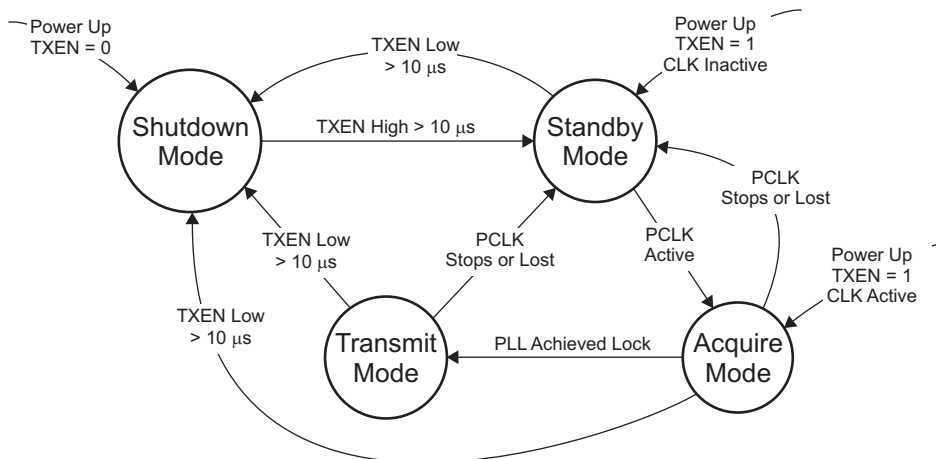 Power Up
TXEN = 0
TXEN Low
> 10 μs
Power Up
TXEN = 1
CLK Inactive
Shutdown
Mode
TXEN High > 10 μs
Standby
Mode
PCLK
Stops or Lost
TXEN Low
> 10 μs
PCLK
Stops or Lost
PCLK
Active
Power Up
TXEN = 1
CLK Active
TXEN Low
> 10 μs
Transmit
Mode
PLL Achieved Lock
Acquire
Mode